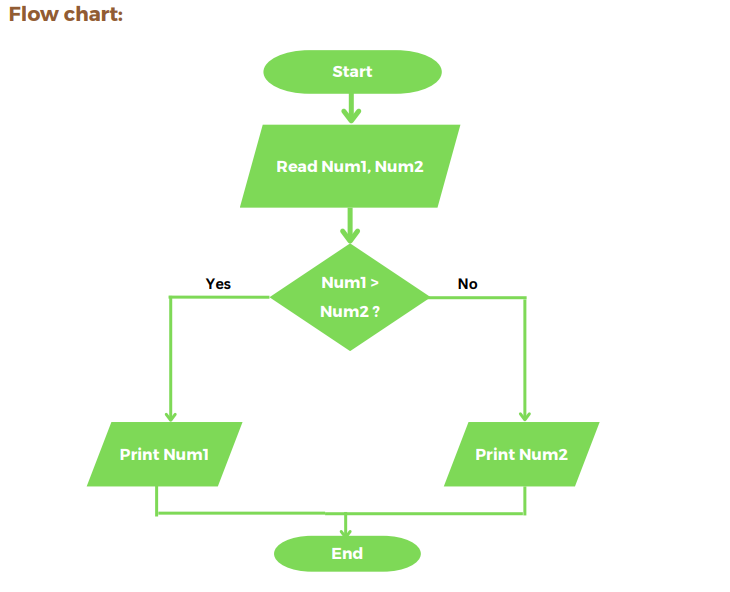 Flow chart:
Start
Read Num1, Num2
Yes
Num1 >
Num2 ?
No
Print Num1
Print Num2
End